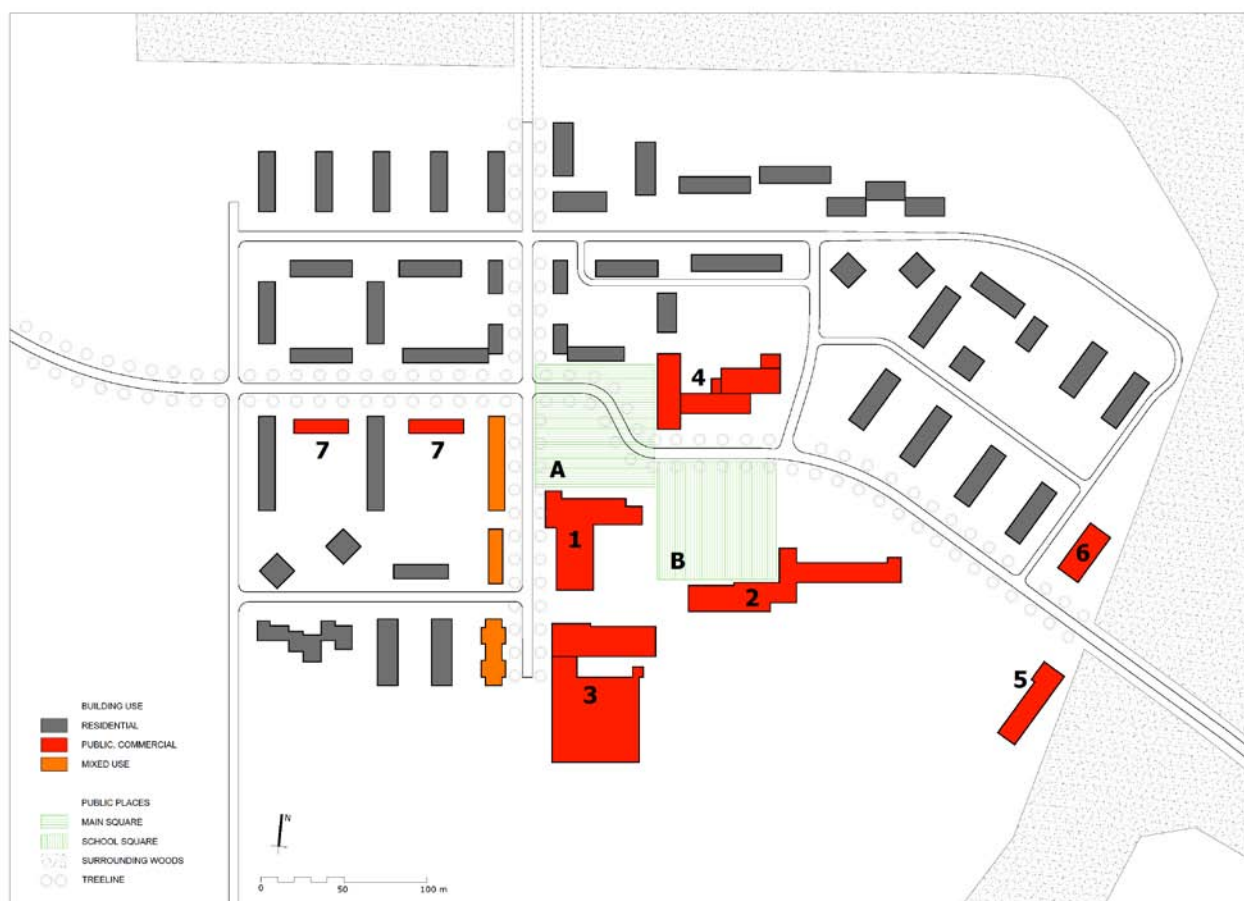 4
7
7
A
1
B
6
2
5
3
BUILDING USE
RESIDENTIAL
PUBLIC, COMMERCIAL
MIXED USE
PUBLIC PLACES
MAIN SQUARE
SCHOOL SQUARE
SURROUNDING WOODS
TREELINE
N
0 50 100 m